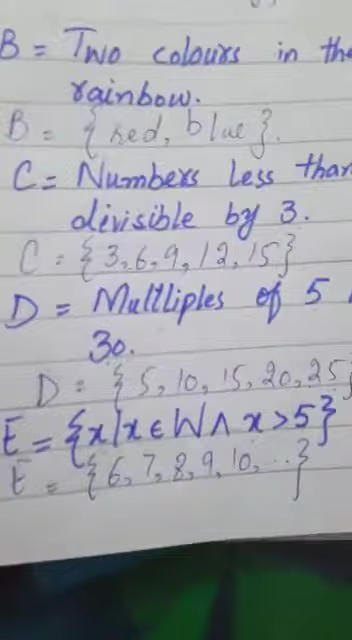 B = Two colours in the
rainbow.
B = { red, blue }.
C = Numbers less than
divisible by 3.
C = { 3, 6, 9, 12, 15 }
D = Multliples of 5
30.
D = { 5, 10, 15, 20, 25 }
E = { x / x ∈ W ∧ x > 5 }
E = { 6, 7, 8, 9, 10, ... }